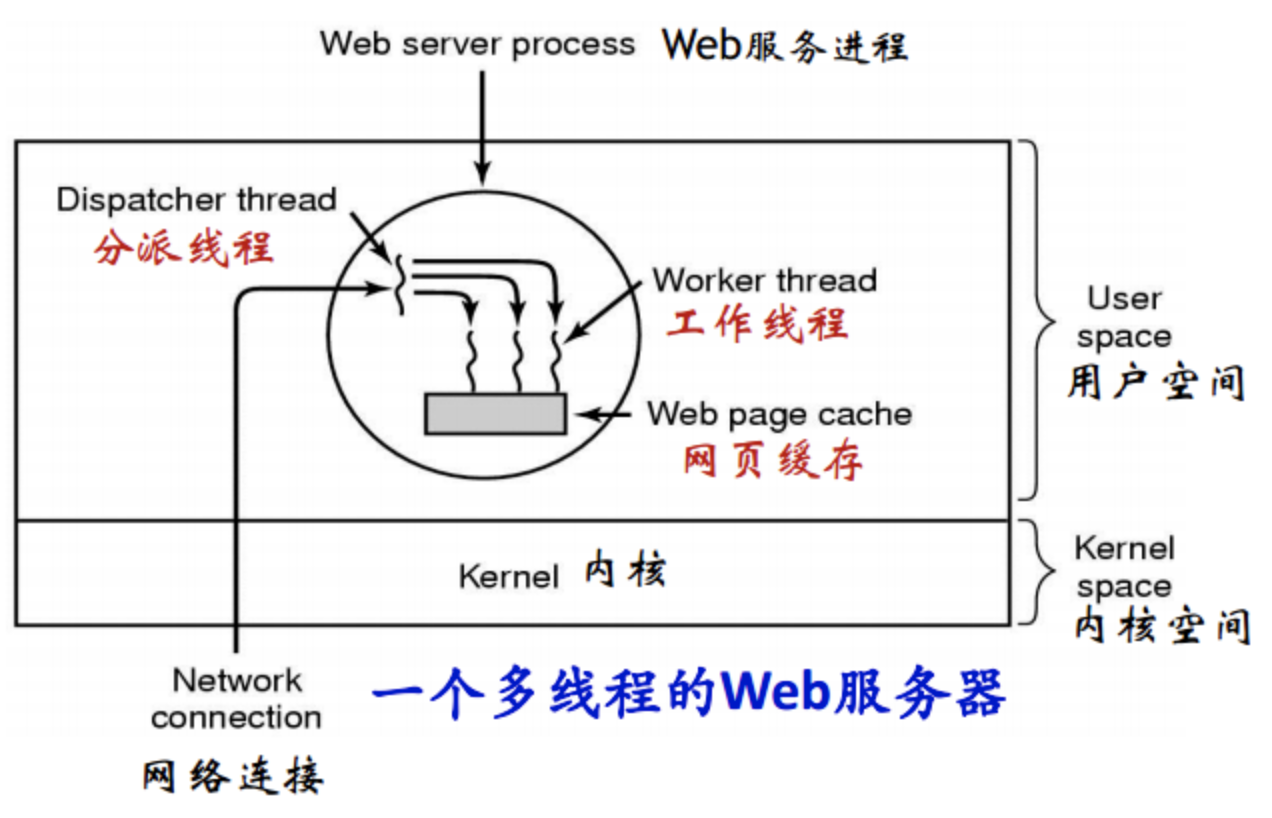 Web server process Web服务进程
Dispatcher thread
分派线程
Worker thread
工作线程
Web page cache
网页缓存
User
space
用户空间
Kernel 内核
Kernel
space
内核空间
Network
connection
网络连接
一个多线程的Web服务器